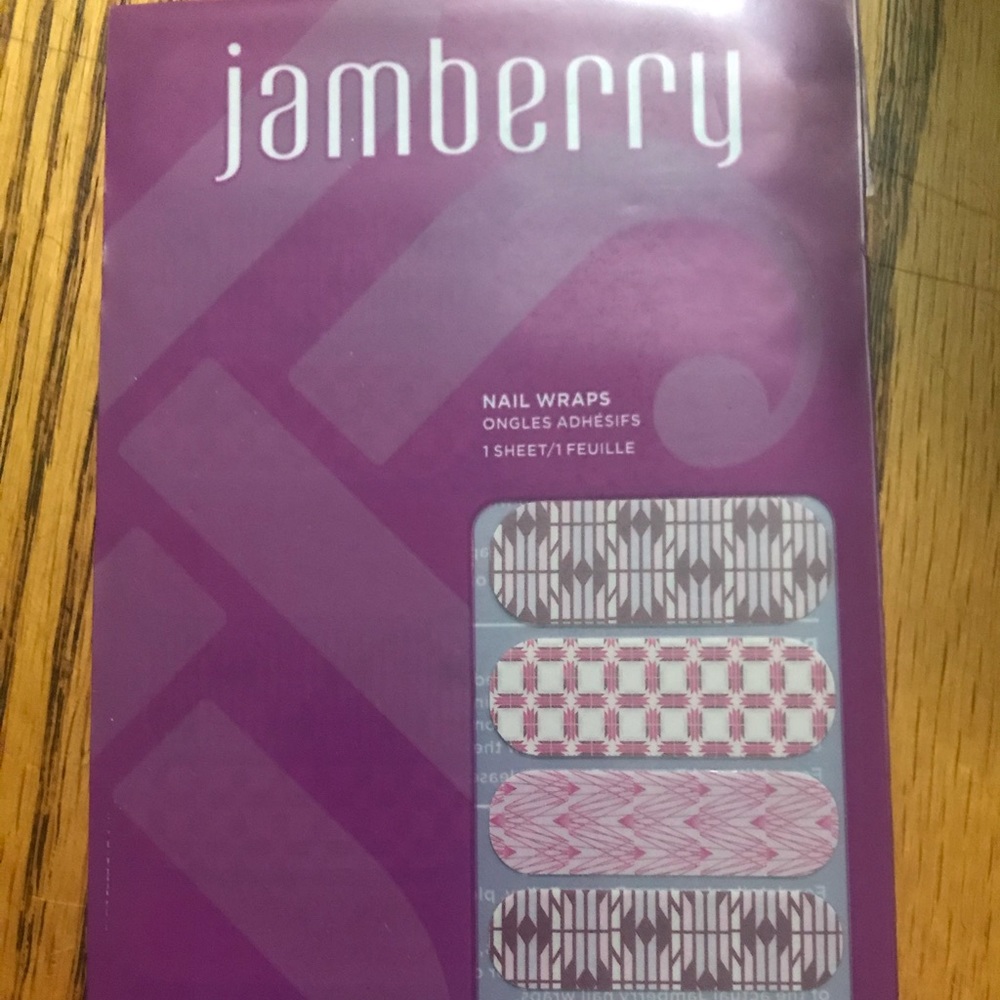 jamberry
NAIL WRAPS
ONGLES ADHÉSIFS
1 SHEET/1 FEUILLE